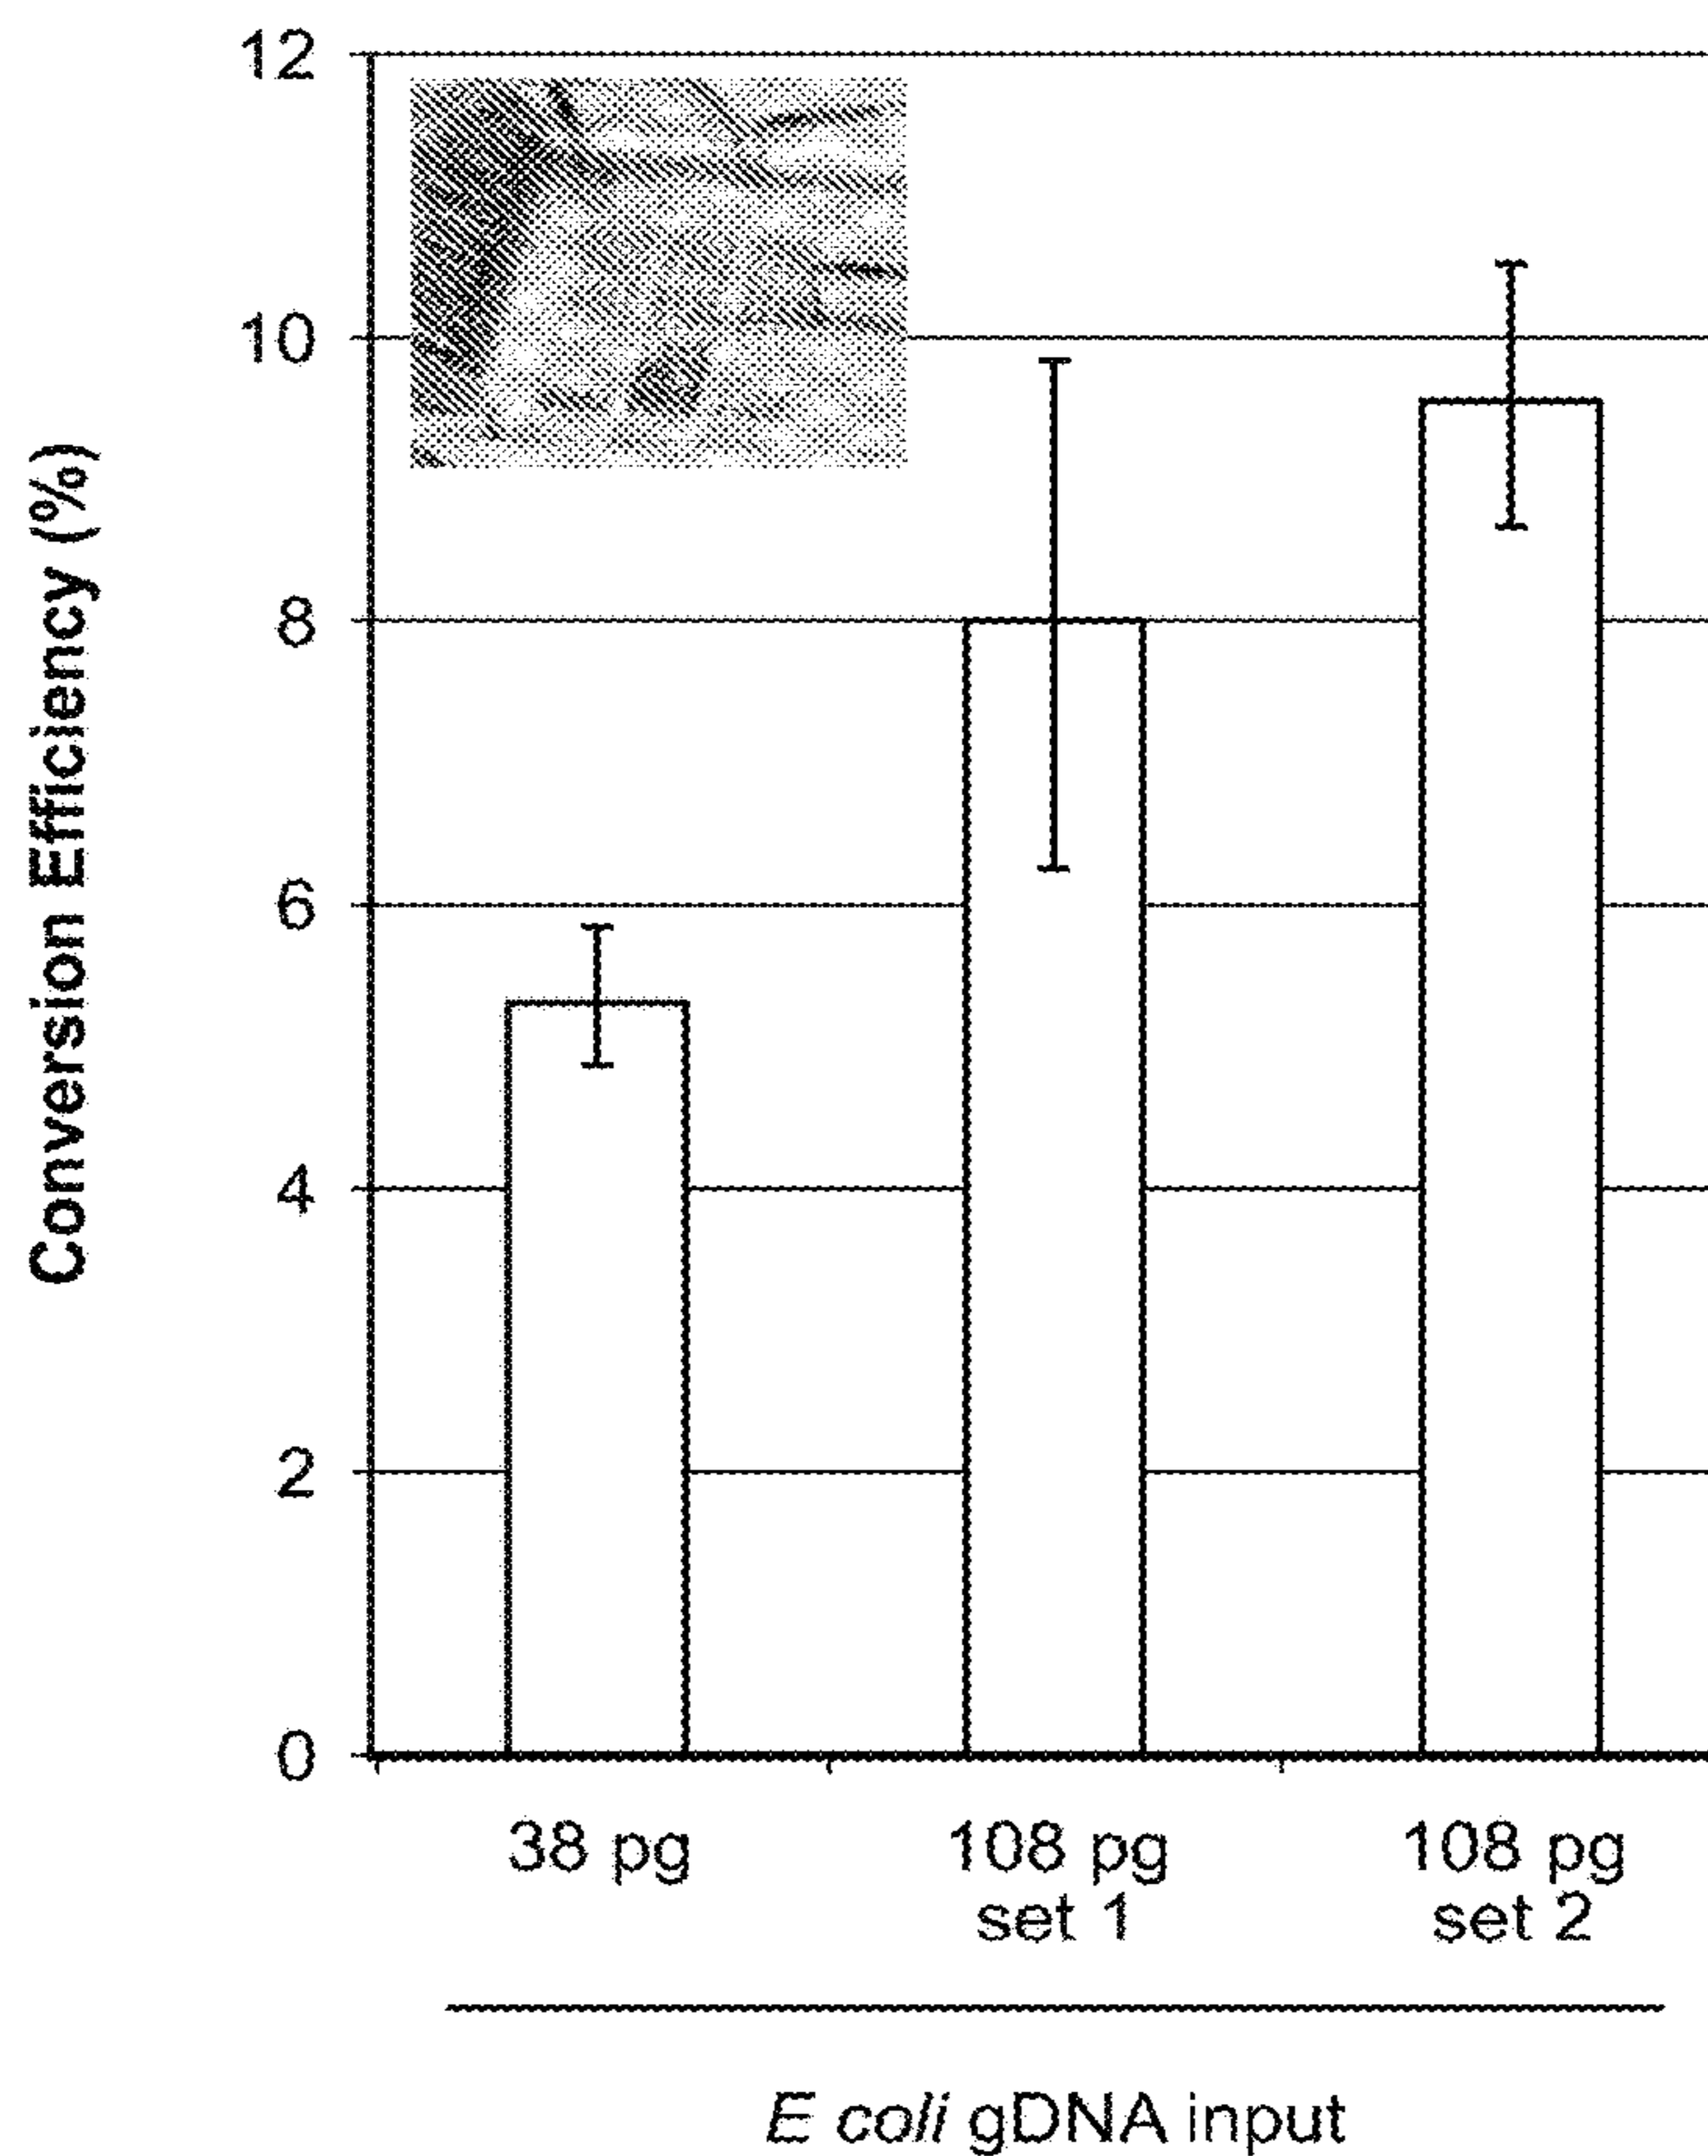 12
10
8
6
4
2
0
Conversion Efficiency (%)
38 pg
108 pg
set 1
108 pg
set 2
E coli gDNA input